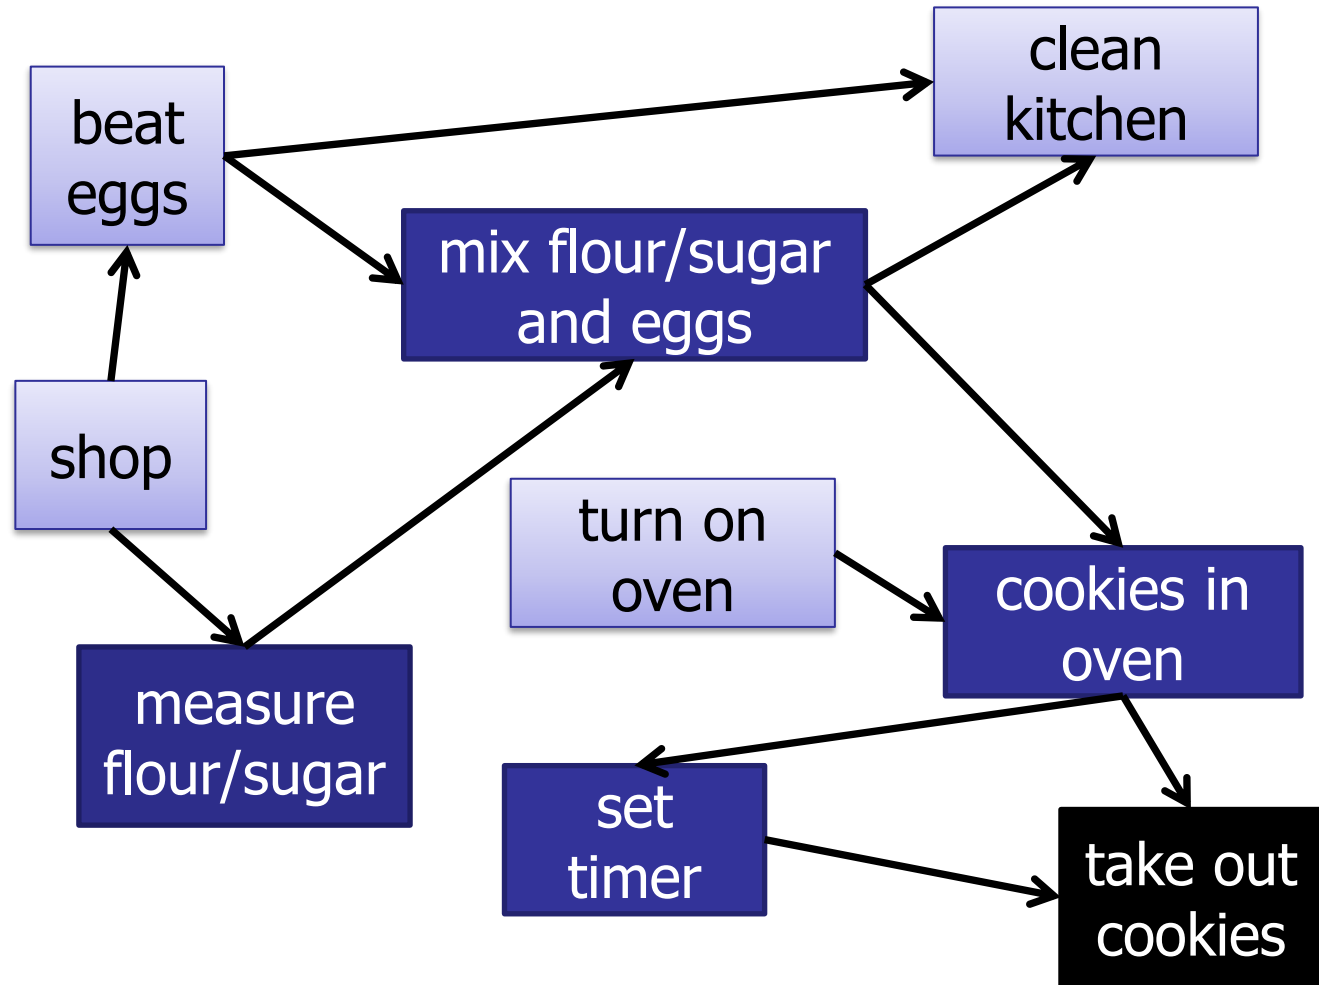 clean
kitchen
beat
eggs
mix flour/sugar
and eggs
shop
turn on
oven
cookies in
oven
measure
flour/sugar
set
timer
take out
cookies